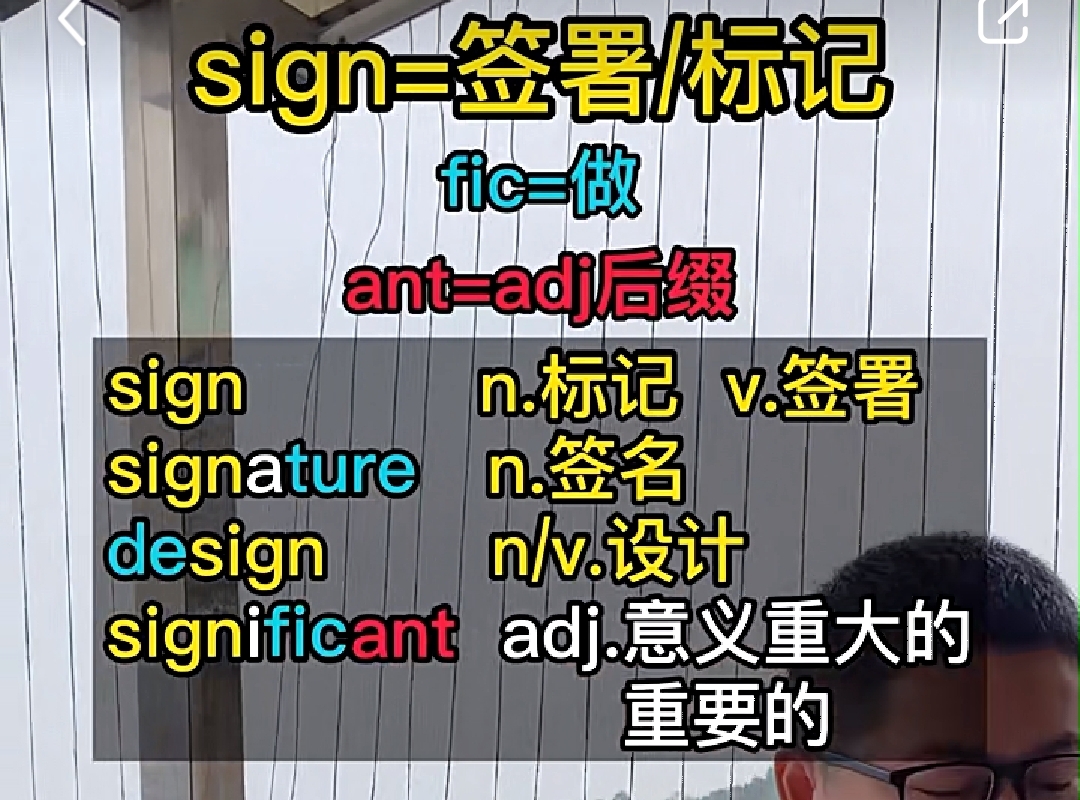 sign=签署/标记
fic=做
ant=adj后缀
sign n.标记 v.签署
signature n.签名
design n/v.设计
significant adj.意义重大的
重要的